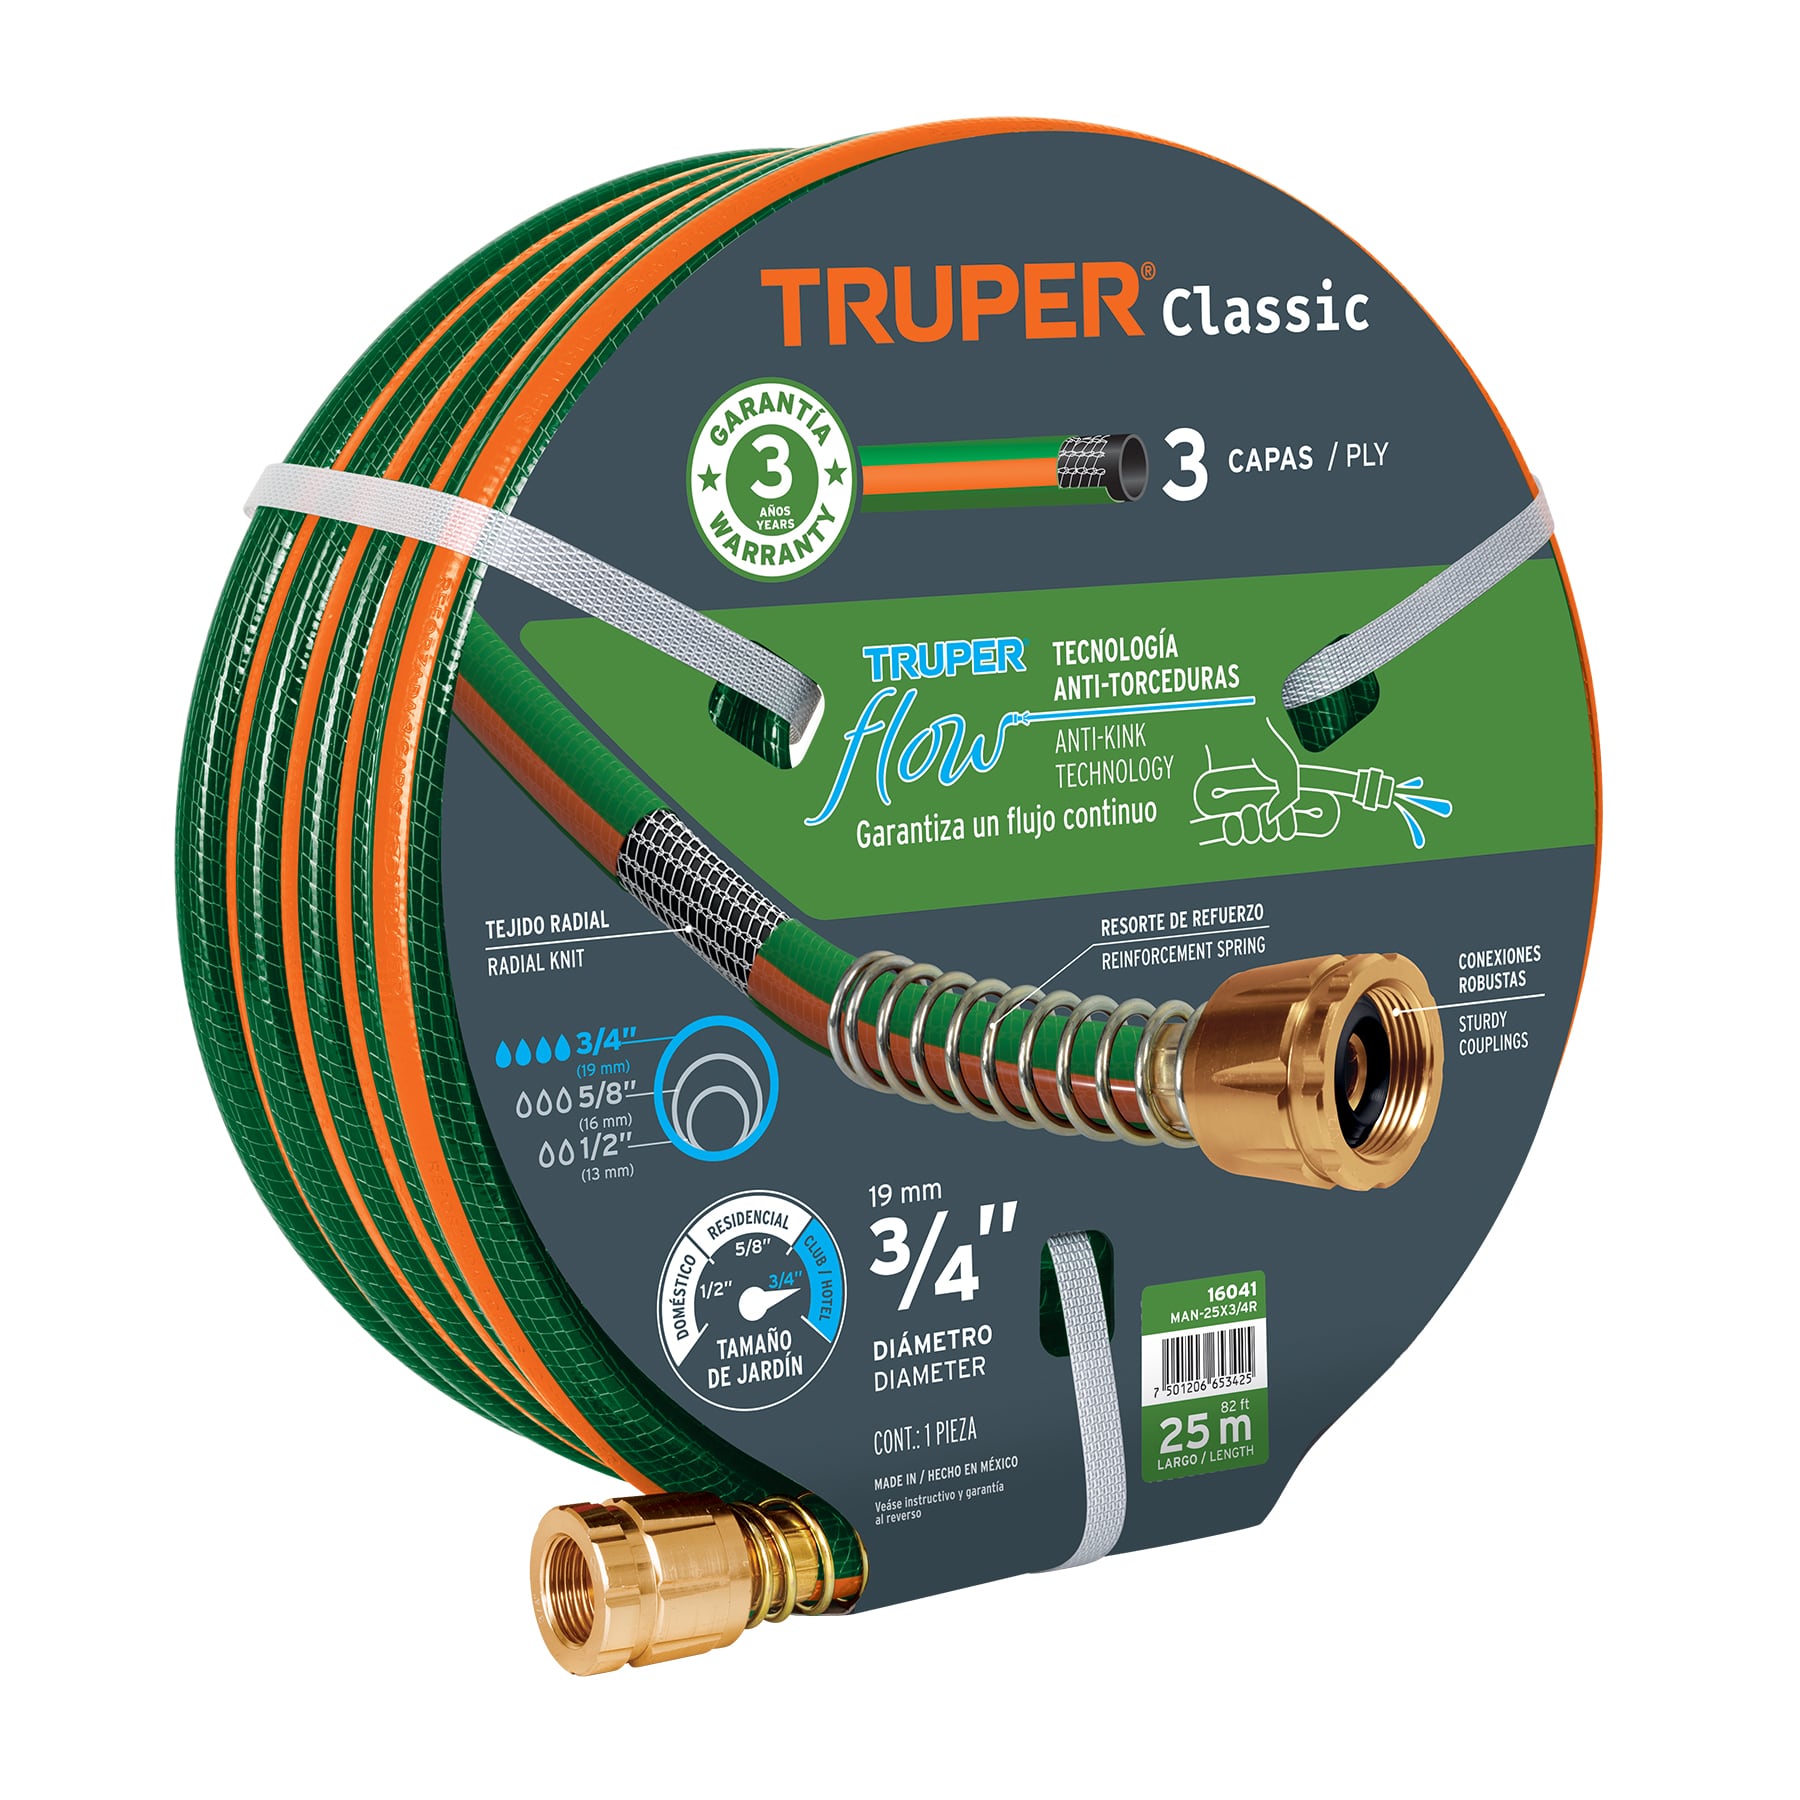 TRUPER® Classic
GARANTÍA
3
AÑOS
YEARS
WARRANTY
3 CAPAS / PLY
TRUPER
flow
TECNOLOGÍA
ANTI-TORCEDURAS
ANTI-KINK
TECHNOLOGY
Garantiza un flujo continuo
TEJIDO RADIAL
RADIAL KNIT
RESORTE DE REFUERZO
REINFORCEMENT SPRING
CONEXIONES
ROBUSTAS
STURDY
COUPLINGS
3/4"
(19 mm)
5/8"
(16 mm)
1/2"
(13 mm)
DOMÉSTICO
RESIDENCIAL
CLUB / HOTEL
1/2"
5/8"
3/4"
TAMAÑO
DE JARDÍN
19 mm
3/4"
DIÁMETRO
DIAMETER
CONT.: 1 PIEZA
MADE IN / HECHO EN MÉXICO
Veáse instructivo y garantía
al reverso
16041
MAN-25X3/4R
7 501206 653425
82 ft
25 m
LARGO / LENGTH